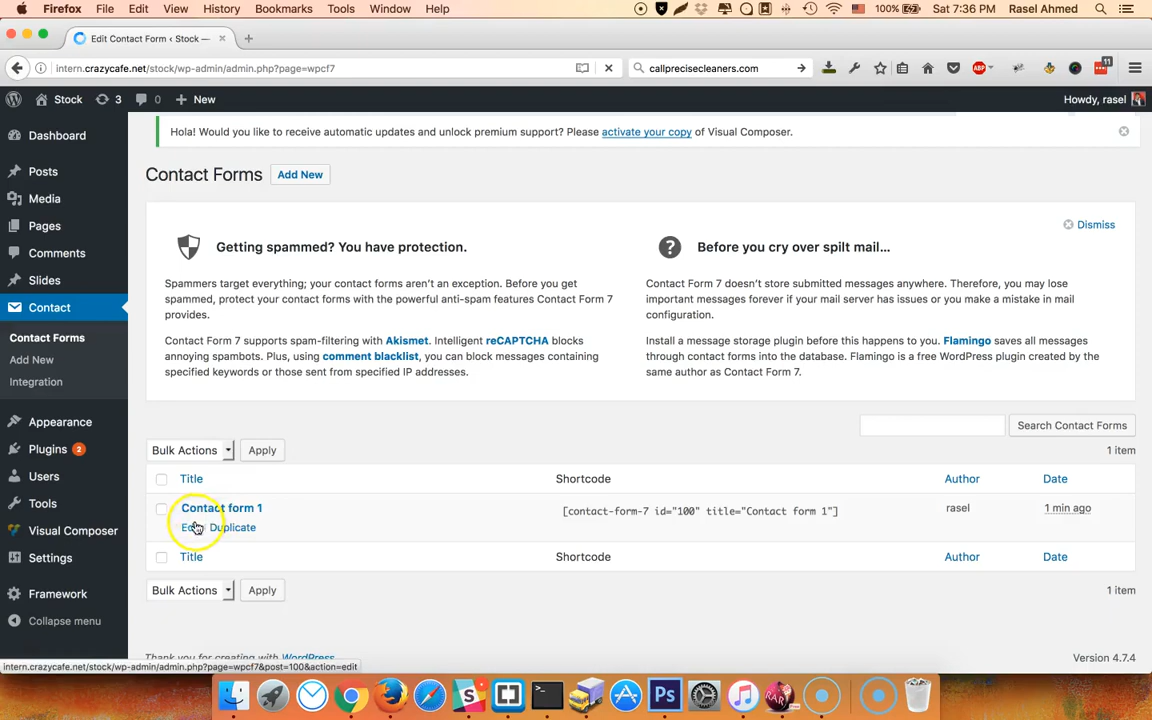 Firefox File Edit View History Bookmarks Tools Window Help 100% Sat 7:36 PM Rasel Ahmed
Edit Contact Form ‹ Stock —
intern.crazycafe.net/stock/wp-admin/admin.php?page=wpcf7 callprecisecleaners.com ABP 11
Stock 3 0 New Howdy, rasel
Hola! Would you like to receive automatic updates and unlock premium support? Please activate your copy of Visual Composer.
Dashboard
Posts
Media
Pages
Comments
Slides
Contact
Contact Forms
Add New
Integration
Appearance
Plugins 2
Users
Tools
Visual Composer
Settings
Framework
Collapse menu
Contact Forms Add New
Dismiss
Getting spammed? You have protection.
Spammers target everything; your contact forms aren't an exception. Before you get
spammed, protect your contact forms with the powerful anti-spam features Contact Form 7
provides.
Contact Form 7 supports spam-filtering with Akismet. Intelligent reCAPTCHA blocks
annoying spambots. Plus, using comment blacklist, you can block messages containing
specified keywords or those sent from specified IP addresses.
Before you cry over spilt mail...
Contact Form 7 doesn't store submitted messages anywhere. Therefore, you may lose
important messages forever if your mail server has issues or you make a mistake in mail
configuration.
Install a message storage plugin before this happens to you. Flamingo saves all messages
through contact forms into the database. Flamingo is a free WordPress plugin created by the
same author as Contact Form 7.
Search Contact Forms
Bulk Actions Apply 1 item
Title Shortcode Author Date
Contact form 1 [contact-form-7 id="100" title="Contact form 1"] rasel 1 min ago
Duplicate
Title Shortcode Author Date
Bulk Actions Apply 1 item
Thank you for creating with WordPress. Version 4.7.4
intern.crazycafe.net/stock/wp-admin/admin.php?page=wpcf7&post=100&action=edit
Ps